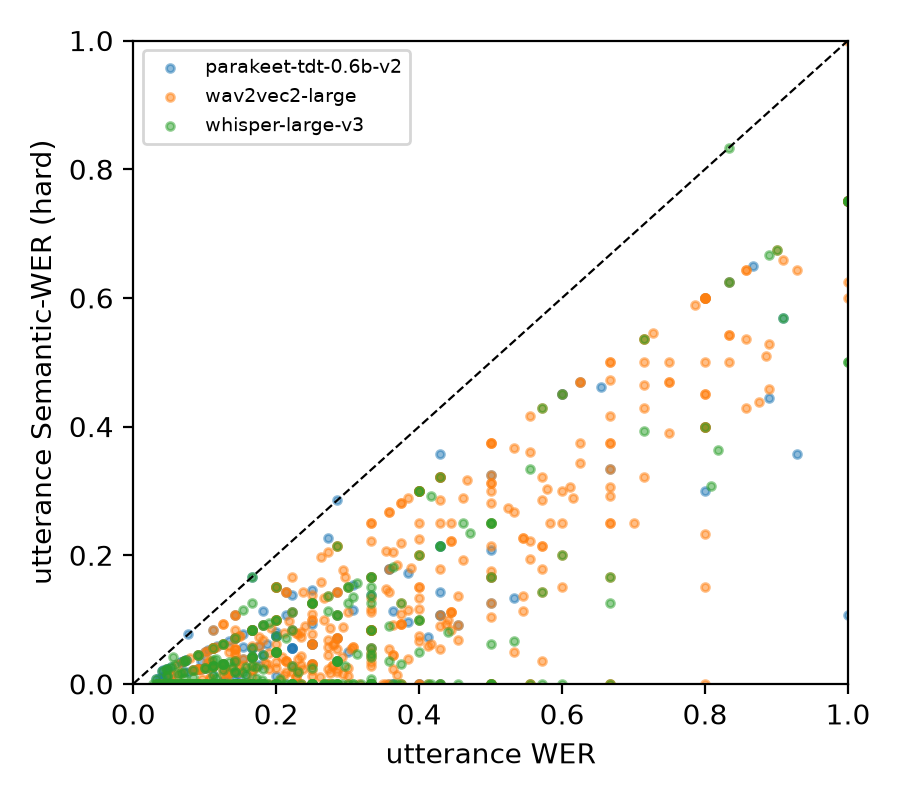 1.0
0.8
0.6
0.4
0.2
0.0
utterance Semantic-WER (hard)
parakeet-tdt-0.6b-v2
wav2vec2-large
whisper-large-v3
0.0 0.2 0.4 0.6 0.8 1.0
utterance WER